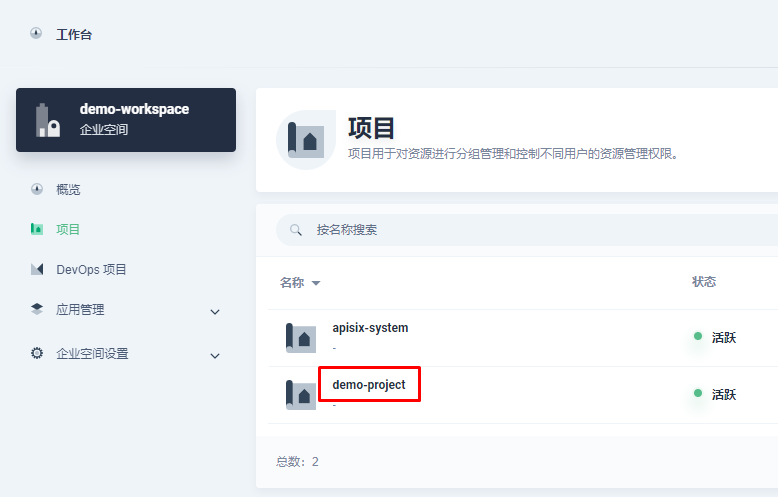 工作台
demo-workspace
企业空间
概览
项目
DevOps 项目
应用管理
企业空间设置
项目
项目用于对资源进行分组管理和控制不同用户的资源管理权限。
按名称搜索
名称 状态
apisix-system 活跃
-
demo-project 活跃
-
总数：2